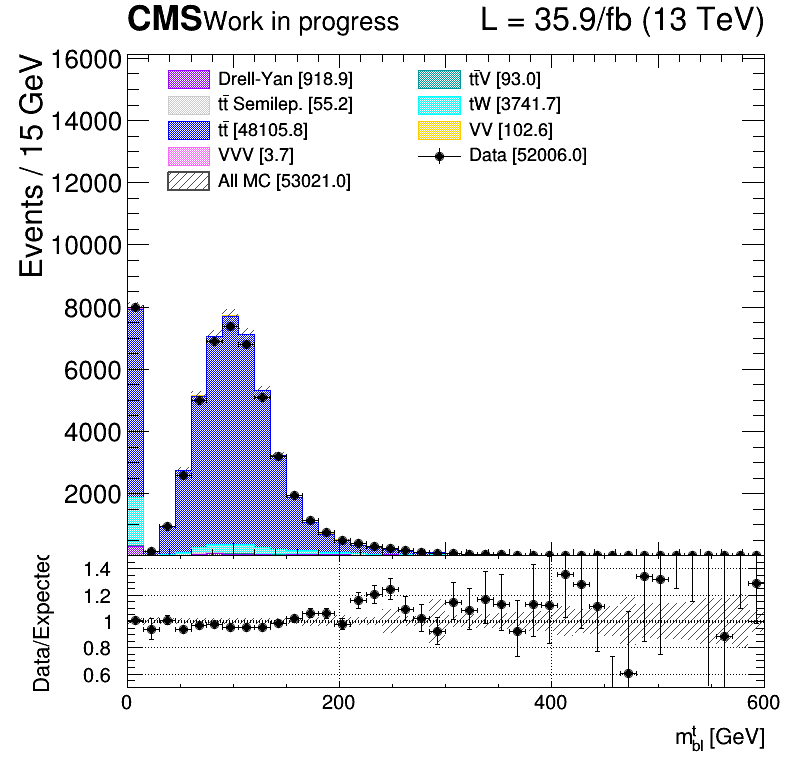 CMS Work in progress L = 35.9/fb (13 TeV)
Events / 15 GeV
16000
14000
12000
10000
8000
6000
4000
2000
Drell-Yan [918.9]
tt̄ Semilep. [55.2]
tt̄ [48105.8]
VVV [3.7]
All MC [53021.0]
tt̄V [93.0]
tW [3741.7]
VV [102.6]
Data [52006.0]
Data/Expected
1.4
1.2
1
0.8
0.6
0 200 400 600
m^t_bl [GeV]